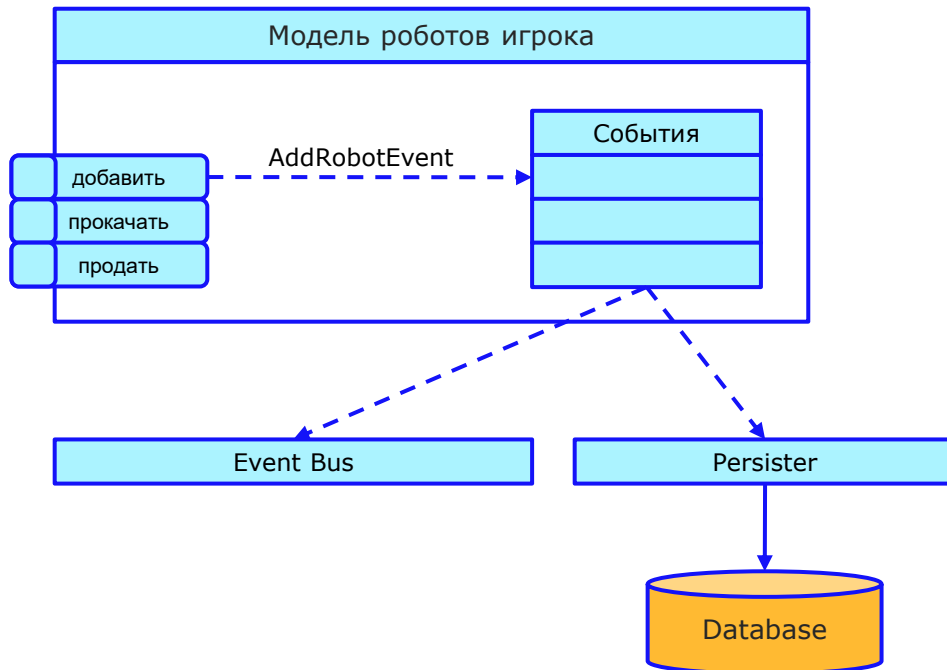 Модель роботов игрока
События
AddRobotEvent
добавить
прокачать
продать
Event Bus
Persister
Database